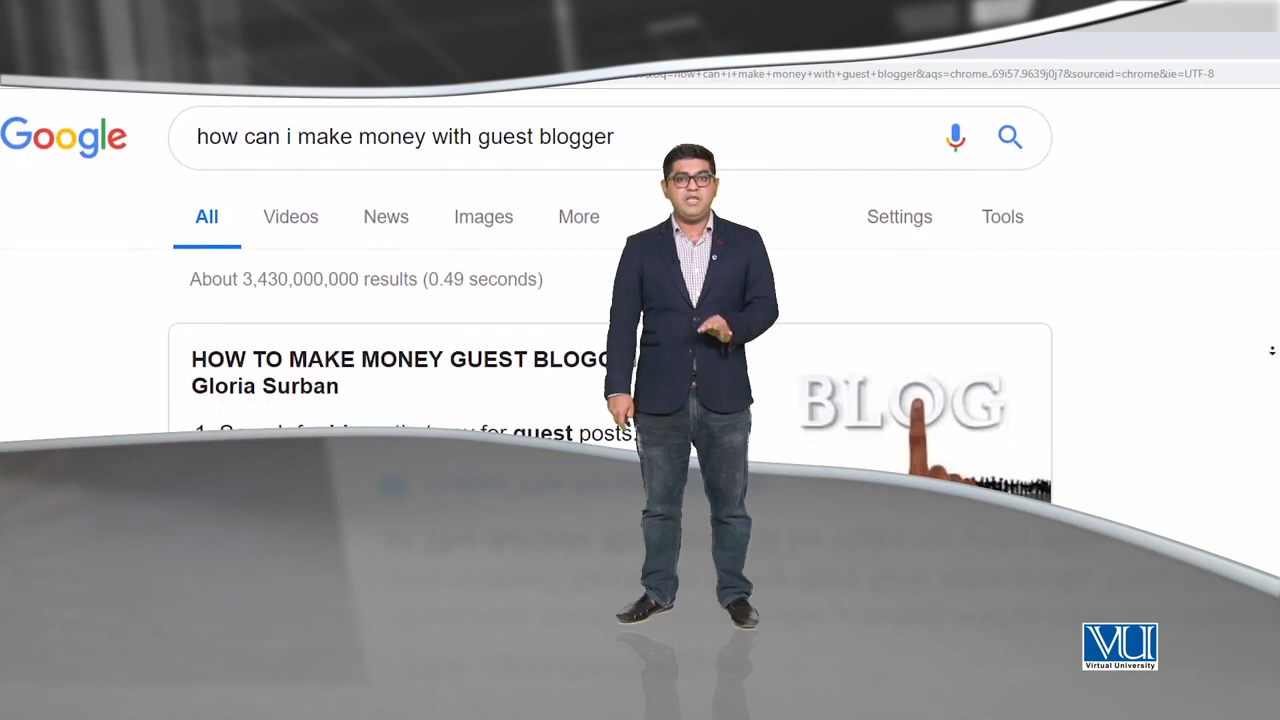 now+can+i+make+money+with+guest+blogger&aqs=chrome..69i57.9639j0j7&sourceid=chrome&ie=UTF-8
Google
how can i make money with guest blogger
All Videos News Images More Settings Tools
About 3,430,000,000 results (0.49 seconds)
HOW TO MAKE MONEY GUEST
Gloria Surban
guest posts.
BLOG
VU
Virtual University